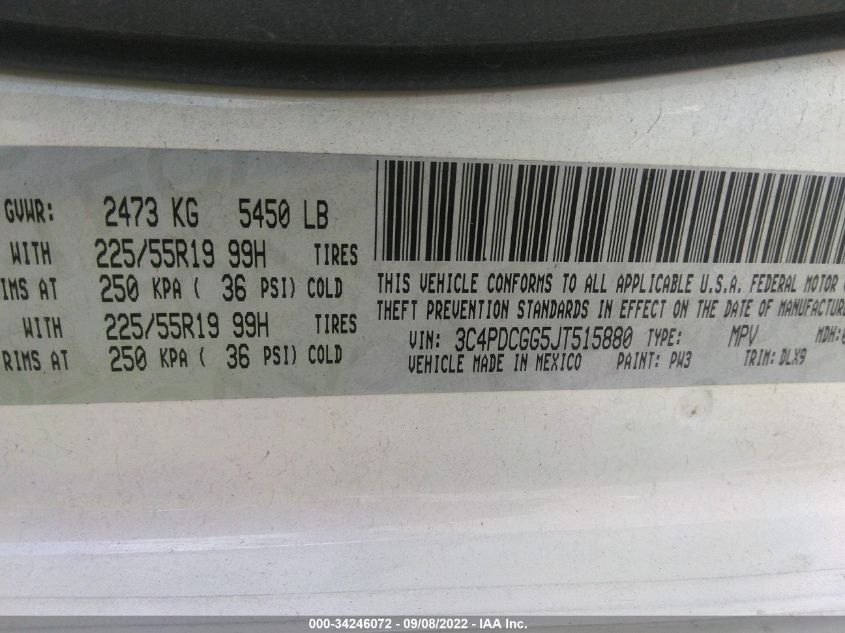 GVWR: 2473 KG 5450 LB
WITH 225/55R19 99H TIRES
IMS AT 250 KPA ( 36 PSI) COLD
WITH 225/55R19 99H TIRES
RIMS AT 250 KPA ( 36 PSI) COLD
THIS VEHICLE CONFORMS TO ALL APPLICABLE U.S.A. FEDERAL MOTOR
THEFT PREVENTION STANDARDS IN EFFECT ON THE DATE OF MANUFACTURE
VIN: 3C4PDCGG5JT515880 TYPE: MPV MDH:
VEHICLE MADE IN MEXICO PAINT: PW3 TRIM: DLX9
000-34246072 - 09/08/2022 - IAA Inc.